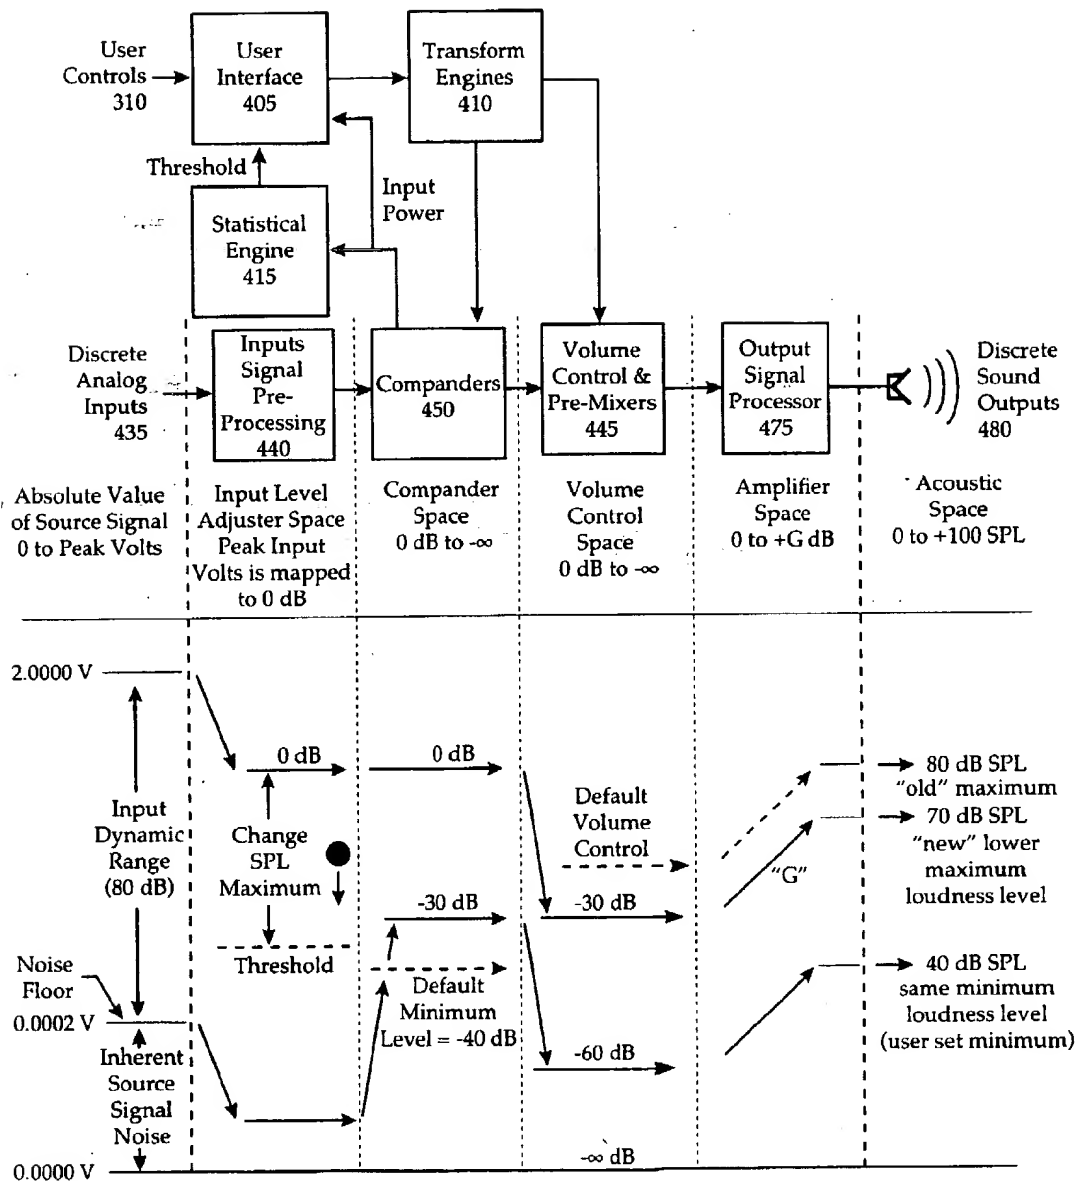 User
Controls
310
User
Interface
405
Transform
Engines
410
Threshold
Input
Power
Statistical
Engine
415
Discrete
Analog
Inputs
435
Inputs
Signal
Pre-
Processing
440
Companders
450
Volume
Control &
Pre-Mixers
445
Output
Signal
Processor
475
Discrete
Sound
Outputs
480
Absolute Value
of Source Signal
0 to Peak Volts
Input Level
Adjuster Space
Peak Input
Volts is mapped
to 0 dB
Compander
Space
0 dB to -∞
Volume
Control
Space
0 dB to -∞
Amplifier
Space
0 to +G dB
Acoustic
Space
0 to +100 SPL
2.0000 V
Input
Dynamic
Range
(80 dB)
Noise
Floor
0.0002 V
Inherent
Source
Signal
Noise
0.0000 V
0 dB
Change
SPL
Maximum
Threshold
0 dB
-30 dB
Default
Minimum
Level = -40 dB
Default
Volume
Control
-30 dB
-60 dB
-∞ dB
"G"
80 dB SPL
"old" maximum
70 dB SPL
"new" lower
maximum
loudness level
40 dB SPL
same minimum
loudness level
(user set minimum)